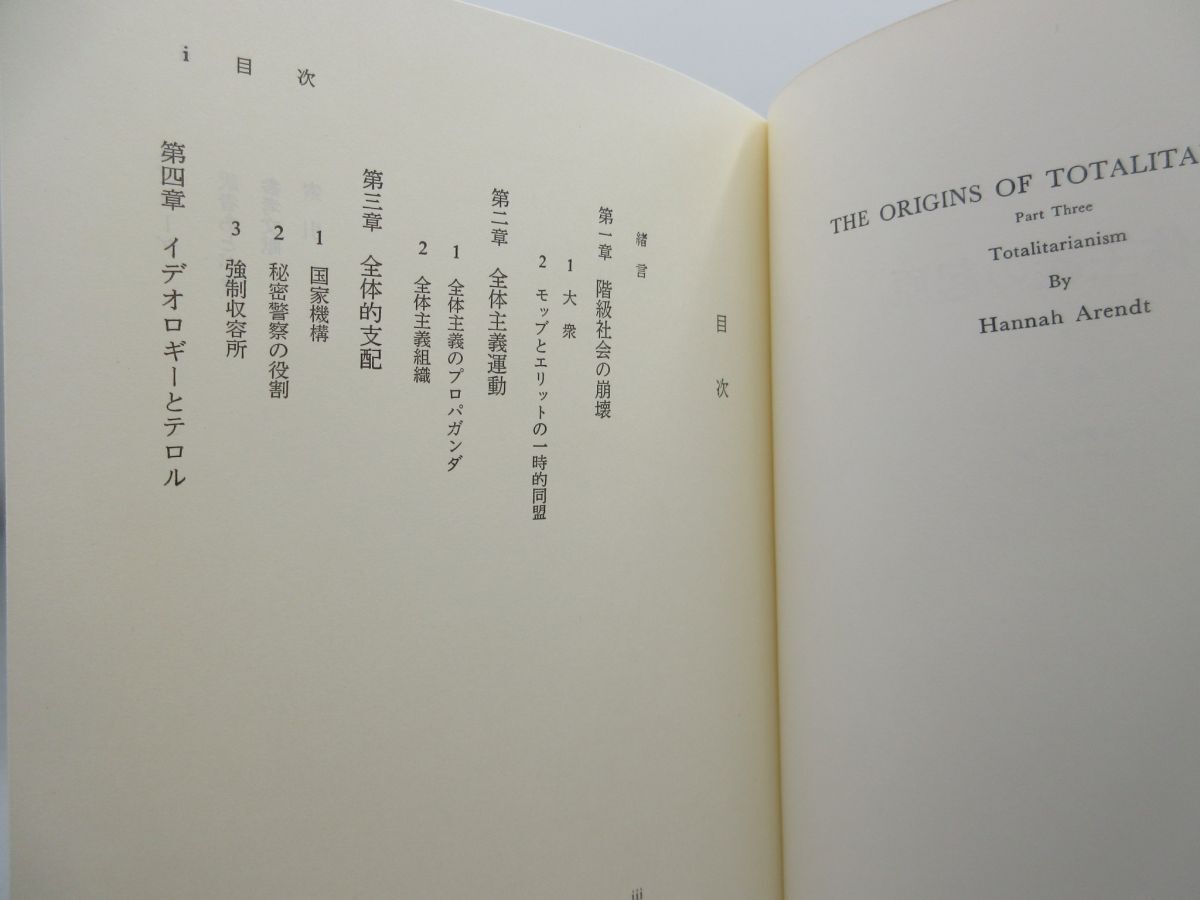 THE ORIGINS OF TOTALITA
Part Three
Totalitarianism
By
Hannah Arendt
目次
緒言
第一章 階級社会の崩壊
1 大衆
2 モッブとエリットの一時的同盟
第二章 全体主義運動
1 全体主義のプロパガンダ
2 全体主義組織
第三章 全体的支配
1 国家機構
2 秘密警察の役割
3 強制収容所
第四章 イデオロギーとテロル
目次
i
iii